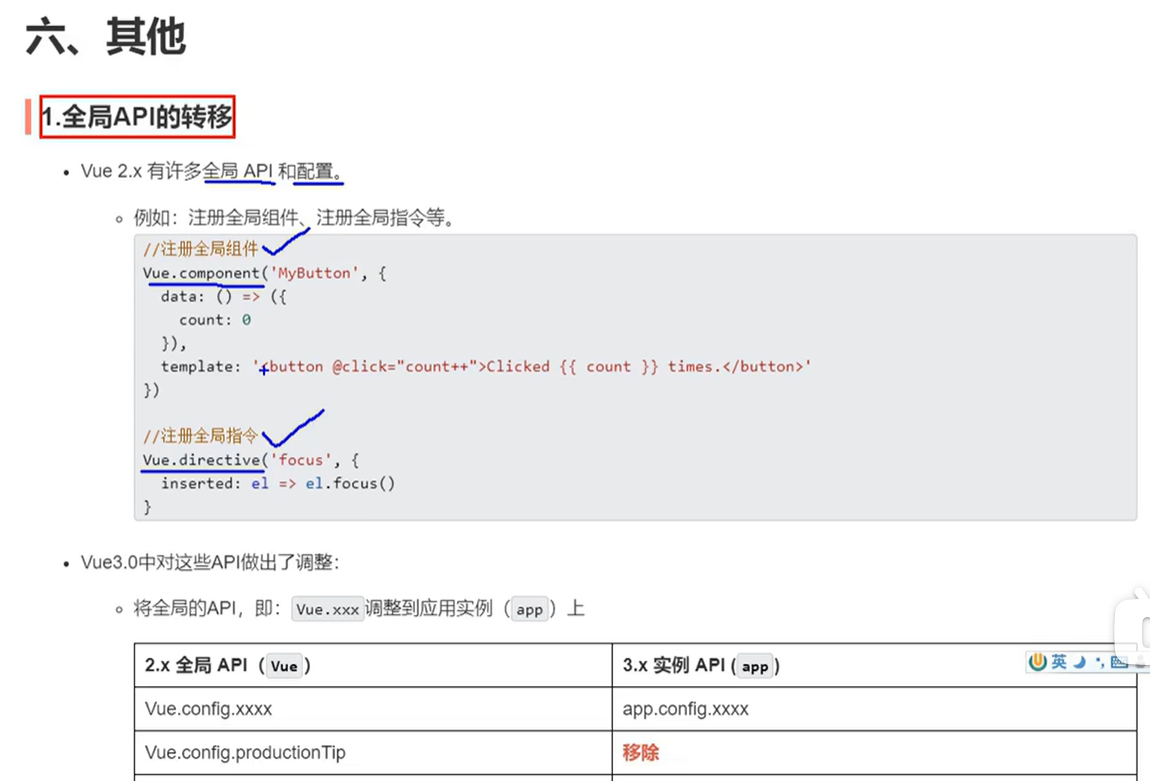 六、其他
1.全局API的转移
Vue 2.x 有许多全局 API 和配置。
例如：注册全局组件、注册全局指令等。
//注册全局组件
Vue.component('MyButton', {
  data: () => ({
    count: 0
  }),
  template: '<button @click="count++">Clicked {{ count }} times.</button>'
})
//注册全局指令
Vue.directive('focus', {
  inserted: el => el.focus()
}
Vue3.0中对这些API做出了调整：
将全局的API，即：Vue.xxx调整到应用实例（app）上
2.x 全局 API（Vue） 3.x 实例 API (app)
英
Vue.config.xxxx app.config.xxxx
Vue.config.productionTip 移除